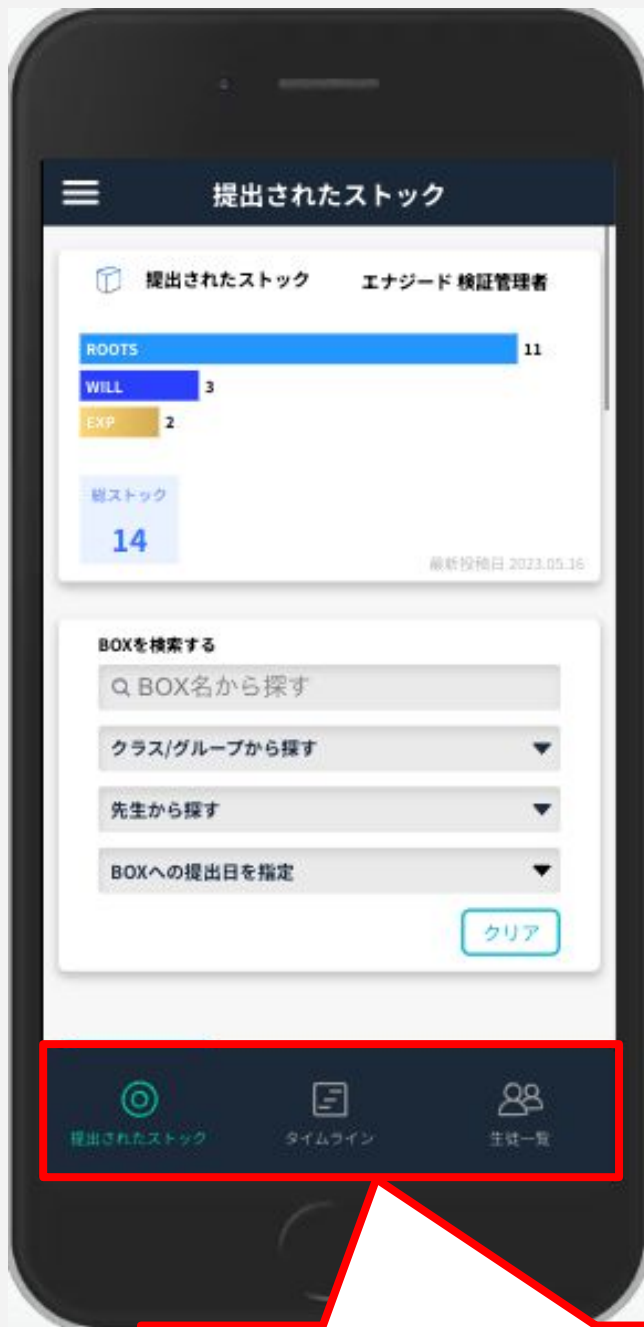 提出されたストック
提出されたストック エナジード 検証管理者
ROOTS 11
WILL 3
EXP 2
総ストック
14
最新投稿日 2023.05.16
BOXを検索する
BOX名から探す
クラス/グループから探す
先生から探す
BOXへの提出日を指定
クリア
提出されたストック タイムライン 生徒一覧